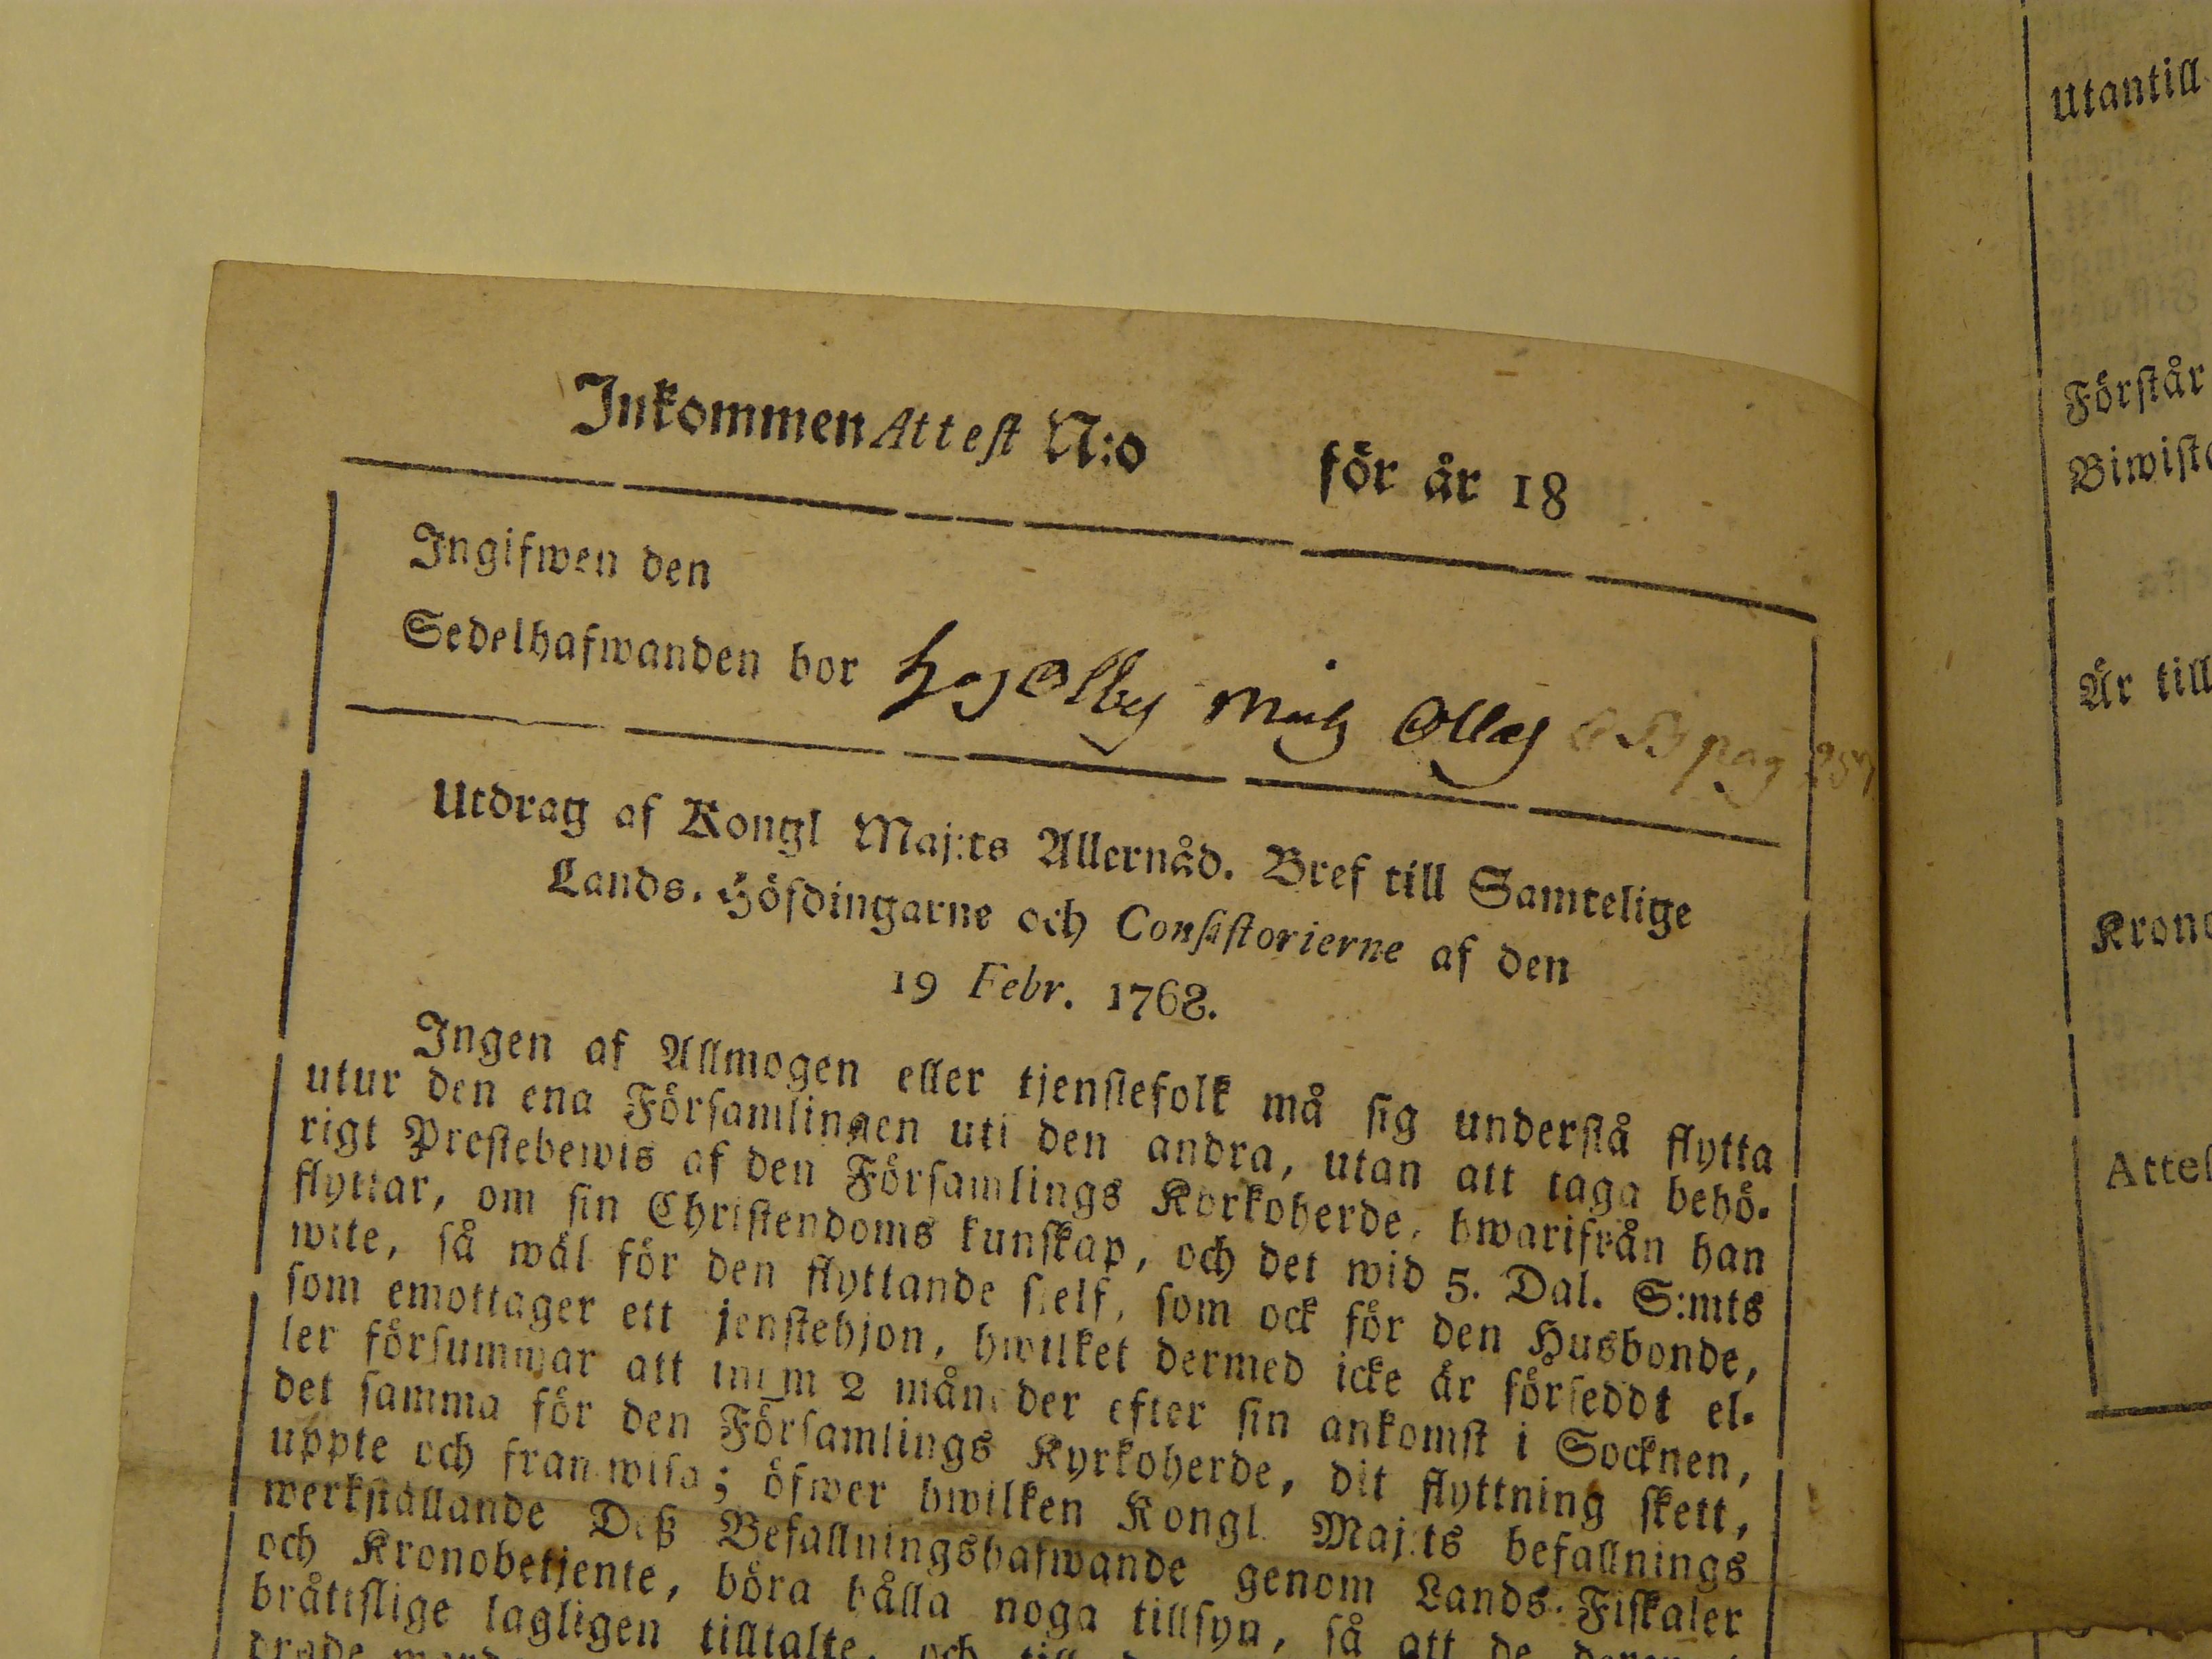 Inkommen Attest N:o för år 18
Ingifwen den
Sedelhafwanden bor pag
Utdrag af Kongl Maj:ts Allernåd. Bref till Samtelige
Lands-Höfdingarne och Consistorierne af den
19 Febr. 1768.
Ingen af Allmogen eller tjenstefolk må sig understå flytta
utur den ena Församlingen uti den andra, utan att taga behö-
rigt Prestebewis af den Församlings Kyrkoherde, hwarifrån han
flyttar, om sin Christendoms kunskap, och det wid 5. Dal. S:mts
wite, så wäl för den flyttande sielf, som ock för den Husbonde,
som emottager ett tjenstehjon, hwilket dermed icke är förseddt el-
ler försummar att innom 2 månader efter sin ankomst i Socknen,
det samma för den Församlings Kyrkoherde, dit flyttning skett,
uppte och framwisa; öfwer hwilken Kongl. Maj:ts befallnings
werkställande Deß Befallningshafwande genom Lands-Fiskaler
och Kronobetjente, böra hålla noga tillsyn, så att de
bråttslige lagligen tilltalte, och
Utantill
Förstår
Biwist
Är till
Krono
Attes